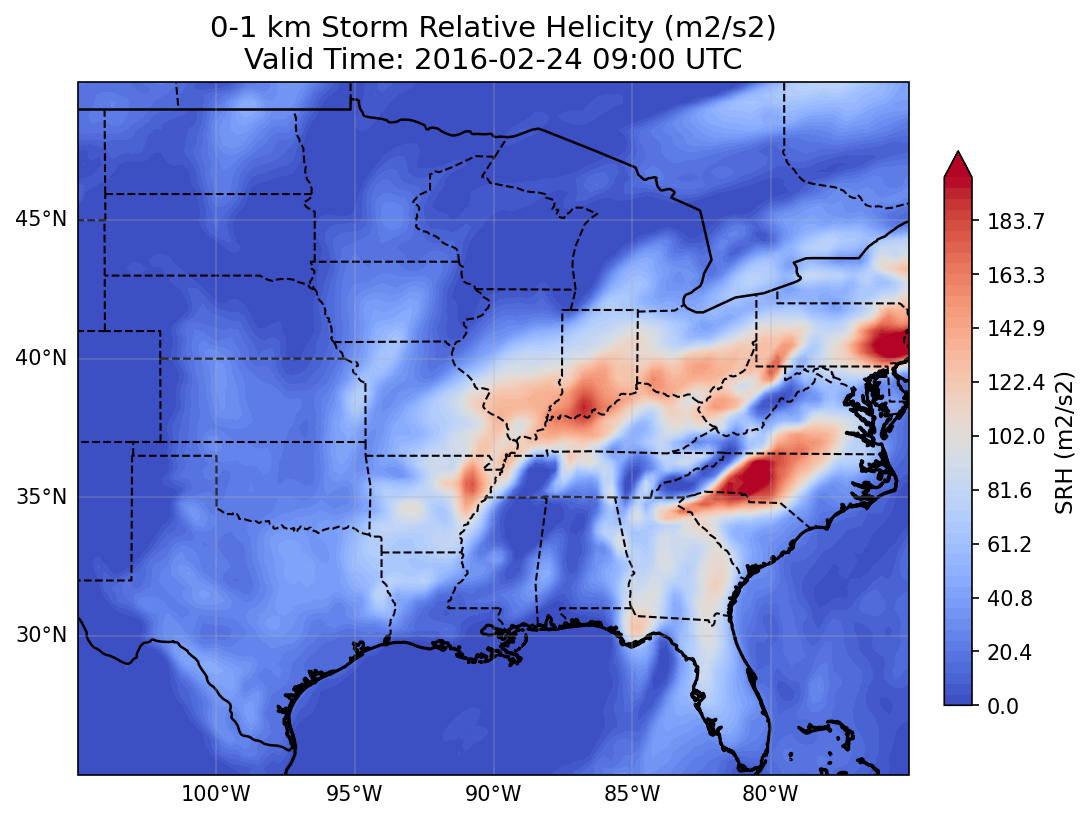 0-1 km Storm Relative Helicity (m2/s2)
Valid Time: 2016-02-24 09:00 UTC
45°N
40°N
35°N
30°N
100°W
95°W
90°W
85°W
80°W
183.7
163.3
142.9
122.4
102.0
81.6
61.2
40.8
20.4
0.0
SRH (m2/s2)